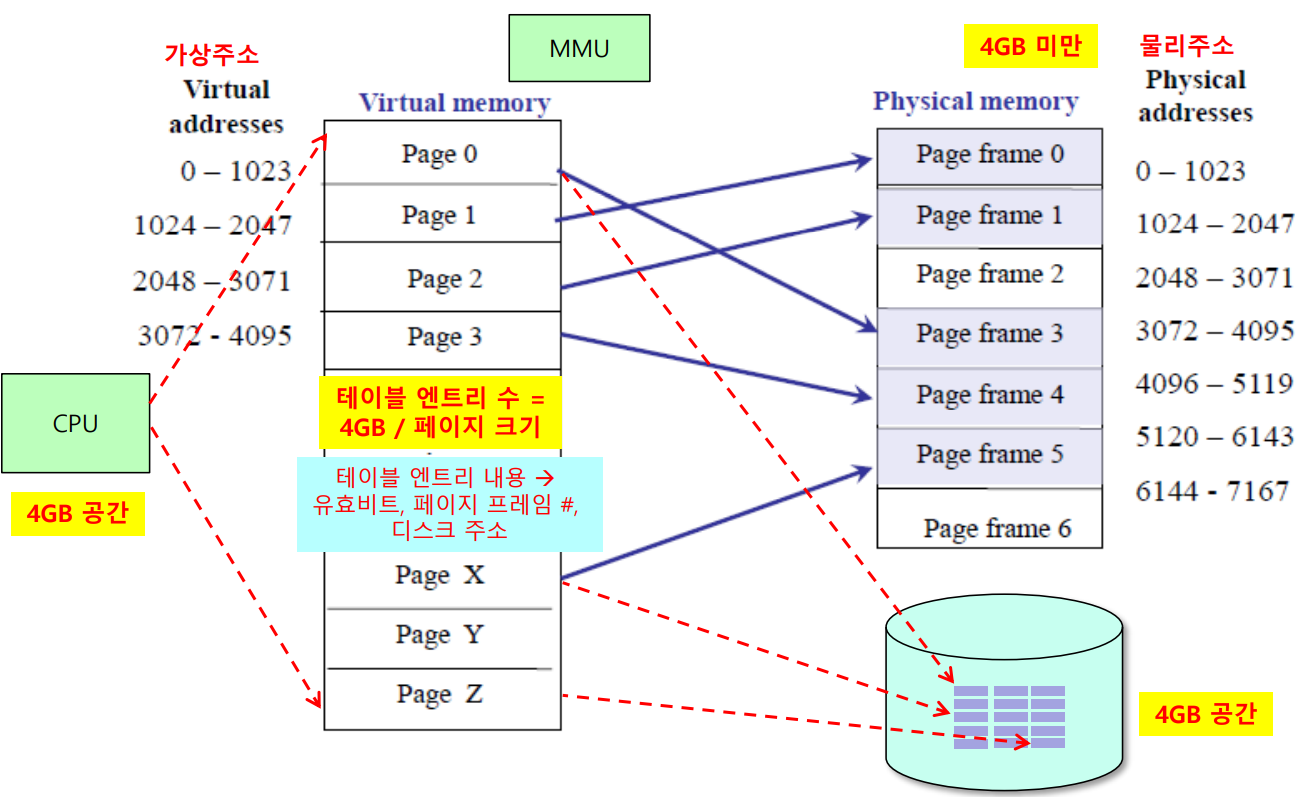 MMU
4GB 미만
물리주소
가상주소
Virtual
addresses
Virtual memory
Physical memory
Physical
addresses
0 – 1023
Page 0
Page frame 0
0 – 1023
1024 – 2047
Page 1
Page frame 1
1024 – 2047
2048 – 3071
Page 2
Page frame 2
2048 – 3071
3072 - 4095
Page 3
Page frame 3
3072 – 4095
Page frame 4
4096 – 5119
CPU
테이블 엔트리 수 =
4GB / 페이지 크기
Page frame 5
5120 – 6143
테이블 엔트리 내용 →
유효비트, 페이지 프레임 #,
디스크 주소
6144 - 7167
4GB 공간
Page frame 6
Page X
Page Y
Page Z
4GB 공간